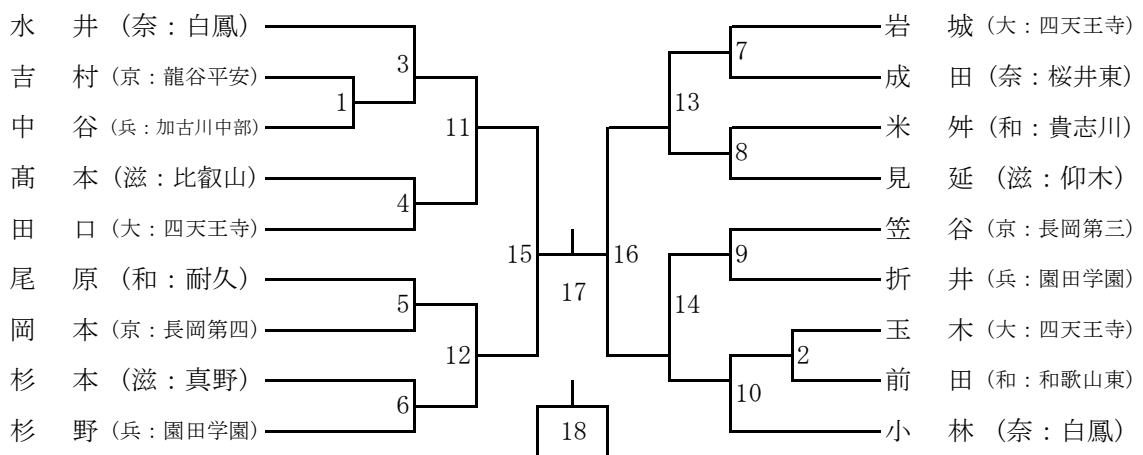 水 井 (奈：白鳳)
吉 村 (京：龍谷平安)
中 谷 (兵：加古川中部)
髙 本 (滋：比叡山)
田 口 (大：四天王寺)
尾 原 (和：耐久)
岡 本 (京：長岡第四)
杉 本 (滋：真野)
杉 野 (兵：園田学園)
1
3
4
5
6
11
12
15
17
18
16
13
14
7
8
9
2
10
岩 城 (大：四天王寺)
成 田 (奈：桜井東)
米 舛 (和：貴志川)
見 延 (滋：仰木)
笠 谷 (京：長岡第三)
折 井 (兵：園田学園)
玉 木 (大：四天王寺)
前 田 (和：和歌山東)
小 林 (奈：白鳳)